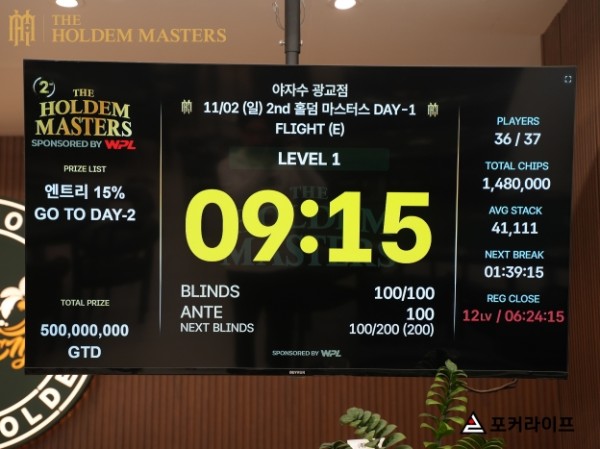 THE
HOLDEM MASTERS
2nd
THE
HOLDEM
MASTERS
SPONSORED BY WPL
PRIZE LIST
엔트리 15%
GO TO DAY-2
TOTAL PRIZE
500,000,000
GTD
야자수 광교점
11/02 (일) 2nd 홀덤 마스터스 DAY-1
FLIGHT (E)
LEVEL 1
09:15
BLINDS 100/100
ANTE 100
NEXT BLINDS 100/200 (200)
SPONSORED BY WPL
PLAYERS
36 / 37
TOTAL CHIPS
1,480,000
AVG STACK
41,111
NEXT BREAK
01:39:15
REG CLOSE
12LV / 06:24:15
포커라이프